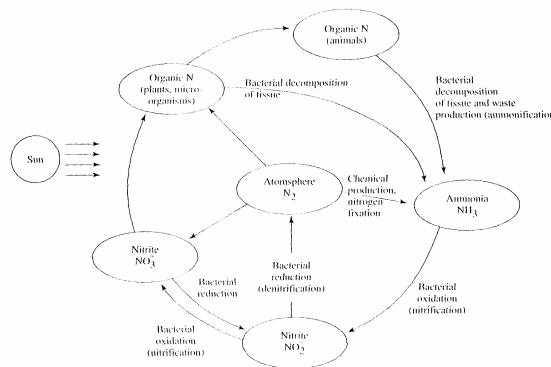 Organic N
(animals)
Organic N
(plants, micro-
organisms)
Bacterial decomposition
of tissue
Bacterial
decomposition
of tissue and waste
production (ammonification
Sun
Atomsphere
N2
Chemical
production,
nitrogen
fixation
Ammonia
NH3
Nitrite
NO3-
Bacterial
reduction
Bacterial
reduction
(denitrification)
Bacterial
oxidation
(nitrification)
Bacterial
oxidation
(nitrification)
Nitrite
NO2-